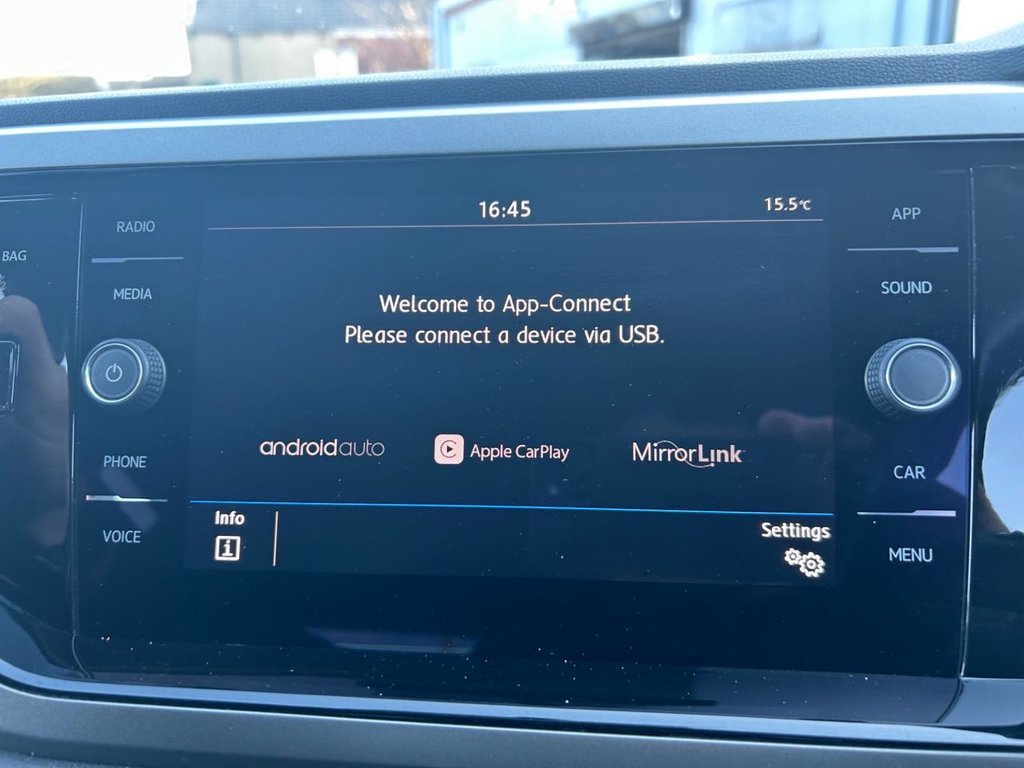 16:45
15.5°C
RADIO
APP
BAG
MEDIA
SOUND
Welcome to App-Connect
Please connect a device via USB.
androidauto
Apple CarPlay
MirrorLink
PHONE
CAR
VOICE
Info
i
Settings
MENU